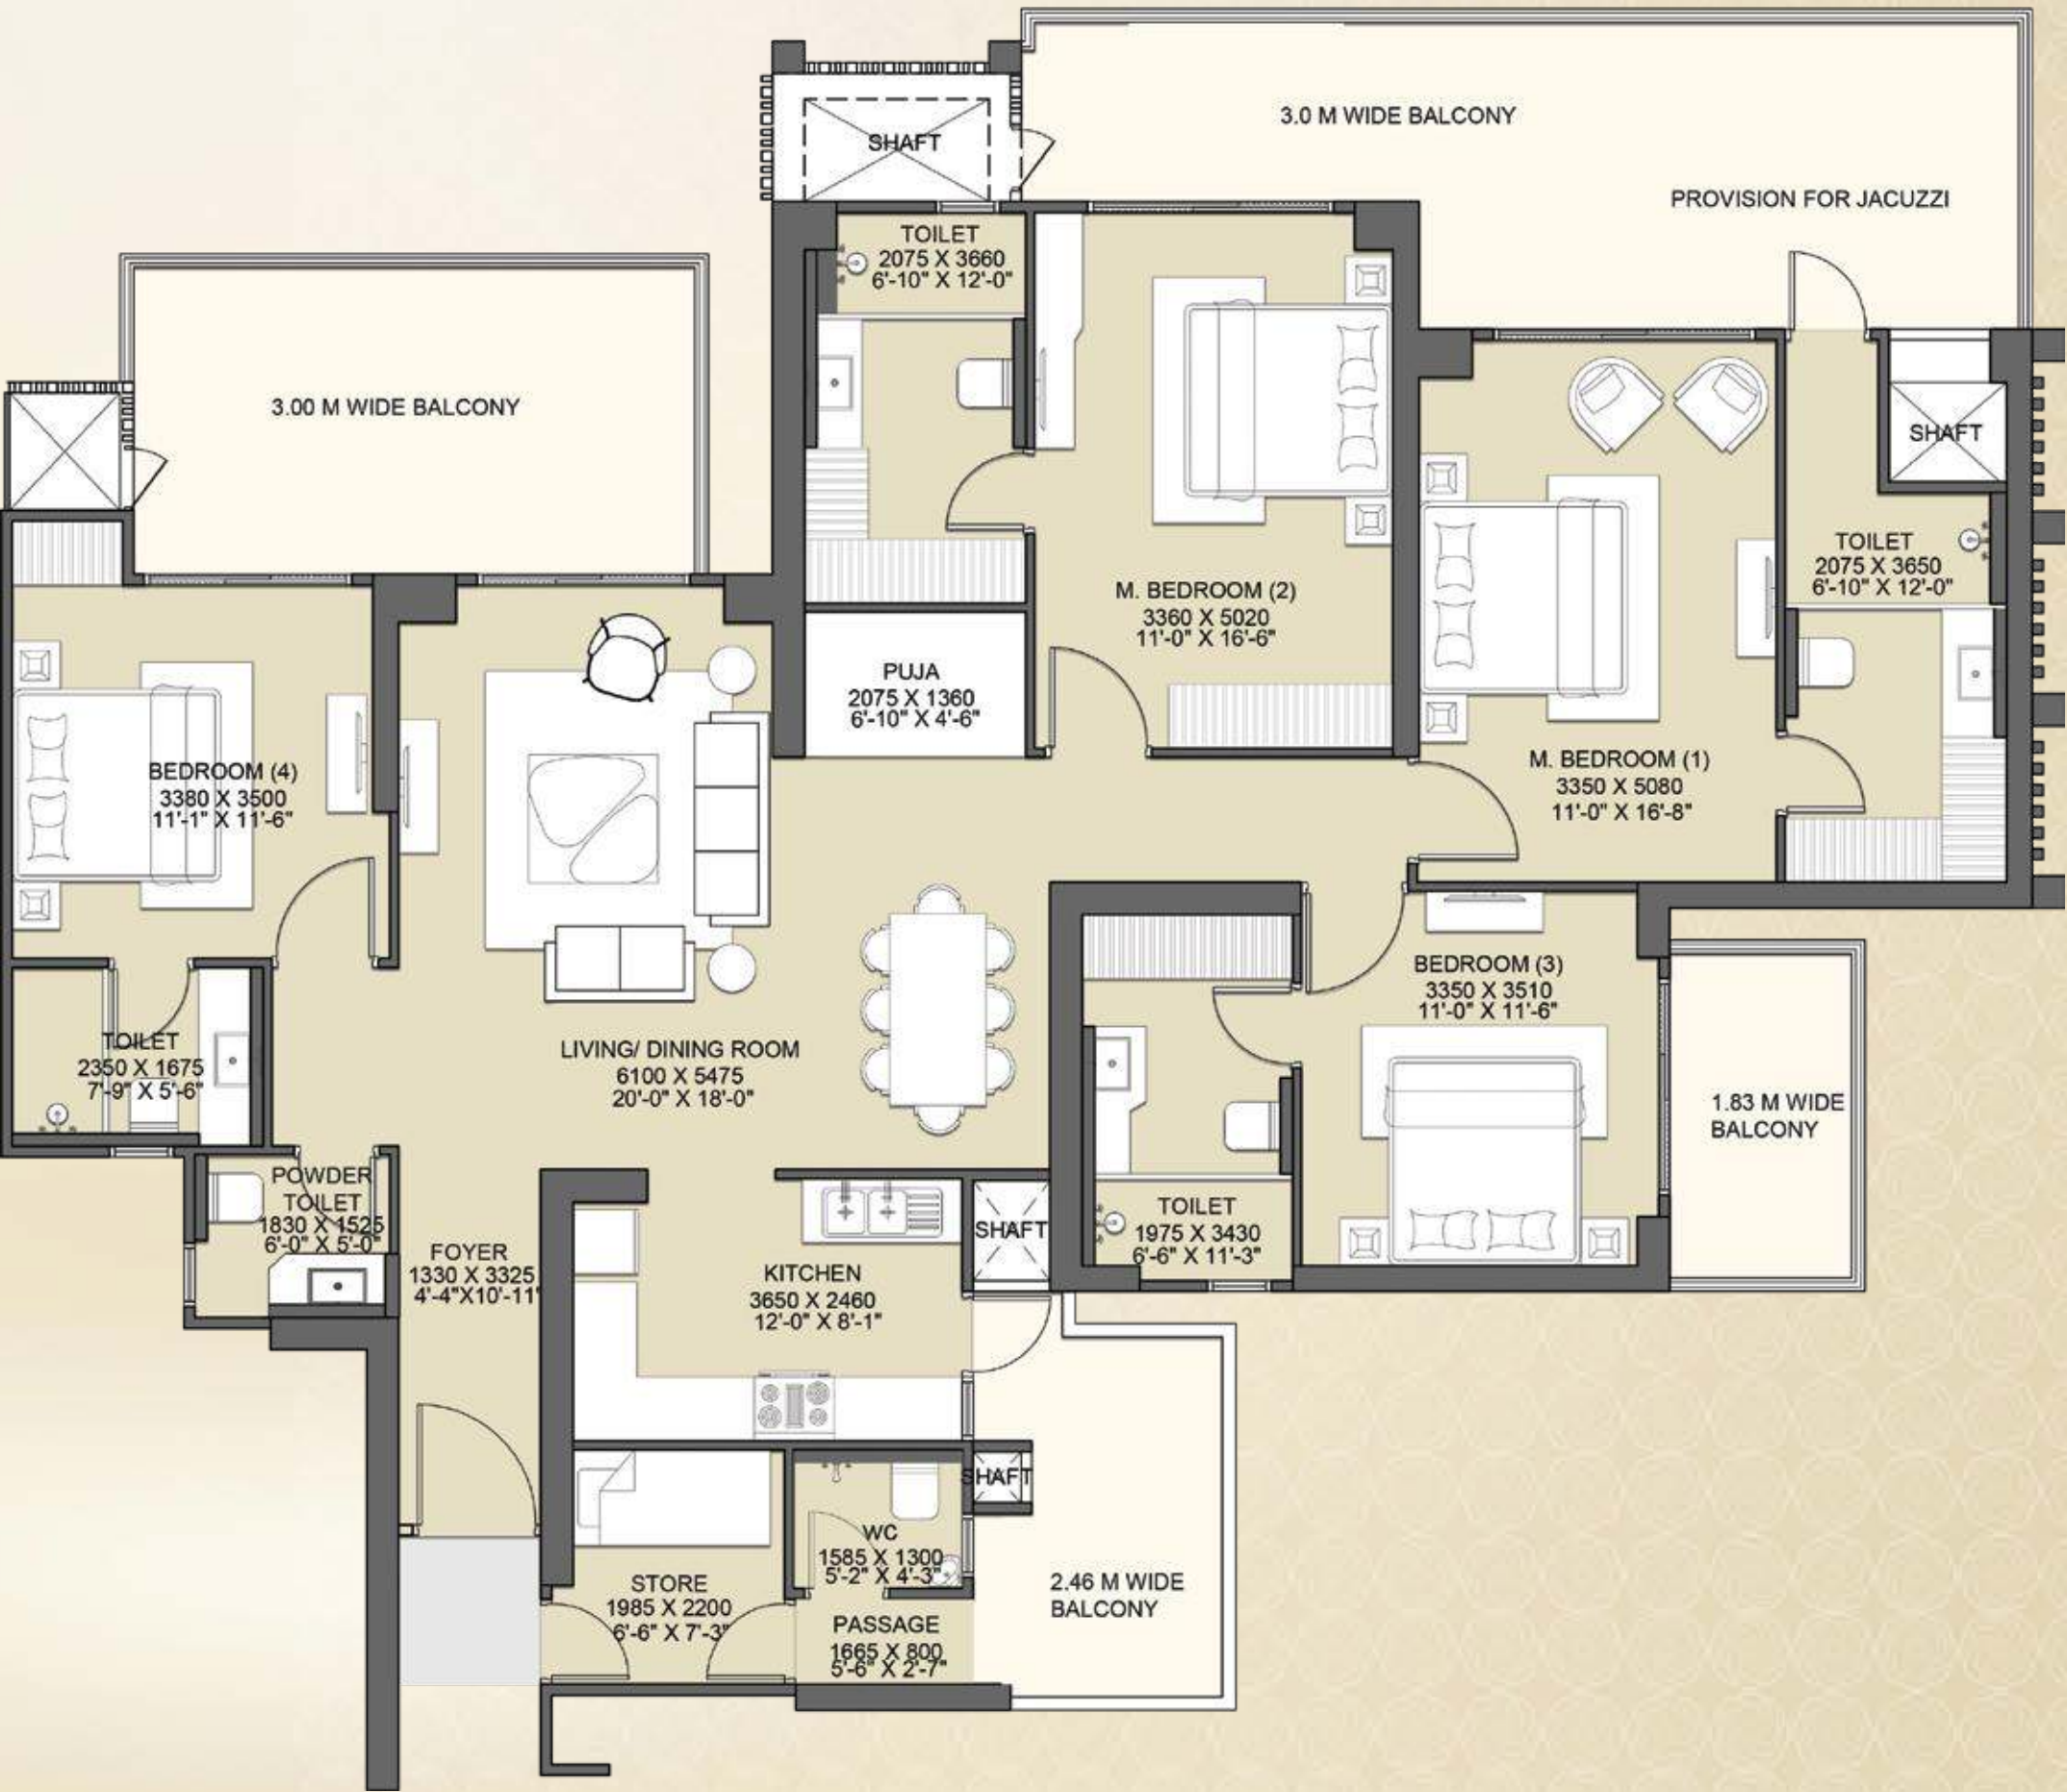 3.0 M WIDE BALCONY
SHAFT
PROVISION FOR JACUZZI
TOILET
2075 X 3660
6'-10" X 12'-0"
3.00 M WIDE BALCONY
SHAFT
TOILET
2075 X 3650
6'-10" X 12'-0"
M. BEDROOM (2)
3360 X 5020
11'-0" X 16'-6"
PUJA
2075 X 1360
6'-10" X 4'-6"
M. BEDROOM (1)
3350 X 5080
11'-0" X 16'-8"
BEDROOM (4)
3380 X 3500
11'-1" X 11'-6"
BEDROOM (3)
3350 X 3510
11'-0" X 11'-6"
TOILET
2350 X 1675
7'-9" X 5'-6"
LIVING/ DINING ROOM
6100 X 5475
20'-0" X 18'-0"
1.83 M WIDE
BALCONY
POWDER
TOILET
1830 X 1525
6'-0" X 5'-0"
FOYER
1330 X 3325
4'-4"X10'-11"
SHAFT
TOILET
1975 X 3430
6'-6" X 11'-3"
KITCHEN
3650 X 2460
12'-0" X 8'-1"
SHAFT
WC
1585 X 1300
5'-2" X 4'-3"
STORE
1985 X 2200
6'-6" X 7'-3"
2.46 M WIDE
BALCONY
PASSAGE
1665 X 800
5'-6" X 2'-7"